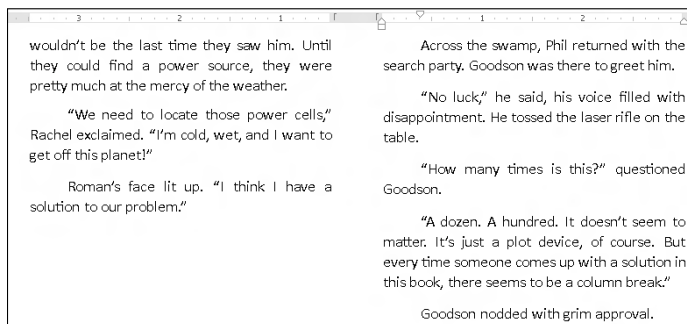 3 2 1 1 2
wouldn't be the last time they saw him. Until
they could find a power source, they were
pretty much at the mercy of the weather.
"We need to locate those power cells,"
Rachel exclaimed. "I'm cold, wet, and I want to
get off this planet!"
Roman's face lit up. "I think I have a
solution to our problem."
Across the swamp, Phil returned with the
search party. Goodson was there to greet him.
"No luck," he said, his voice filled with
disappointment. He tossed the laser rifle on the
table.
"How many times is this?" questioned
Goodson.
"A dozen. A hundred. It doesn't seem to
matter. It's just a plot device, of course. But
every time someone comes up with a solution in
this book, there seems to be a column break."
Goodson nodded with grim approval.